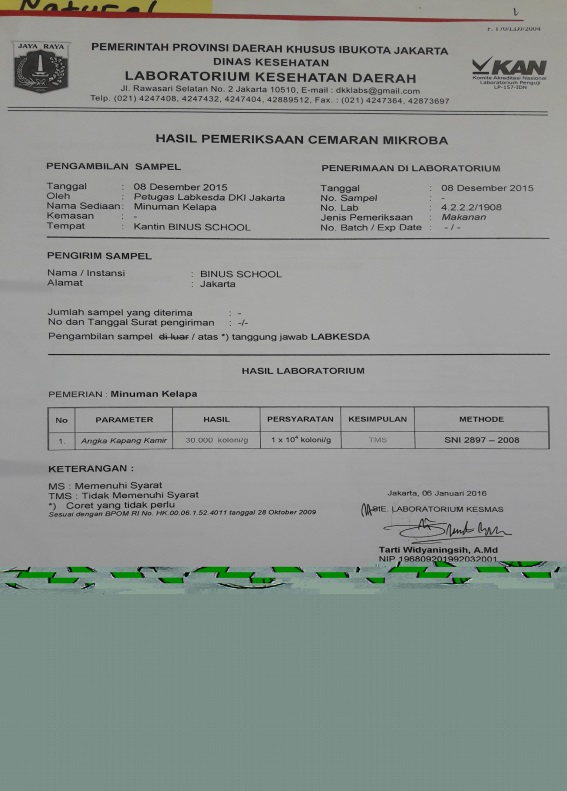 Natural
JAYA RAYA
PEMERINTAH PROVINSI DAERAH KHUSUS IBUKOTA JAKARTA
DINAS KESEHATAN
LABORATORIUM KESEHATAN DAERAH
Jl. Rawasari Selatan No. 2 Jakarta 10510, E-mail : dkklabs@gmail.com
Telp. (021) 4247408, 4247432, 4247404, 42889512, Fax. : (021) 4247364, 42873697
KAN
Komite Akreditasi Nasional
Laboratorium Penguji
LP-157-IDN
HASIL PEMERIKSAAN CEMARAN MIKROBA
PENGAMBILAN SAMPEL
Tanggal : 08 Desember 2015
Oleh : Petugas Labkesda DKI Jakarta
Nama Sediaan : Minuman Kelapa
Kemasan : -
Tempat : Kantin BINUS SCHOOL
PENERIMAAN DI LABORATORIUM
Tanggal : 08 Desember 2015
No. Sampel : -
No. Lab : 4.2.2.2/1908
Jenis Pemeriksaan : Makanan
No. Batch / Exp Date : - / -
PENGIRIM SAMPEL
Nama / Instansi : BINUS SCHOOL
Alamat : Jakarta
Jumlah sampel yang diterima : -
No dan Tanggal Surat pengiriman : -/-
Pengambilan sampel di luar / atas *) tanggung jawab LABKESDA
HASIL LABORATORIUM
PEMERIAN : Minuman Kelapa
No PARAMETER HASIL PERSYARATAN KESIMPULAN METHODE
1. Angka Kapang Kamir 30.000 koloni/g 1 x 10⁴ koloni/g TMS SNI 2897 – 2008
KETERANGAN :
MS : Memenuhi Syarat
TMS : Tidak Memenuhi Syarat
*) Coret yang tidak perlu
Sesuai dengan BPOM RI No. HK.00.06.1.52.4011 tanggal 28 Oktober 2009
Jakarta, 06 Januari 2016
LABORATORIUM KESMAS
Tarti Widyaningsih, A.Md
NIP 196809201992032001